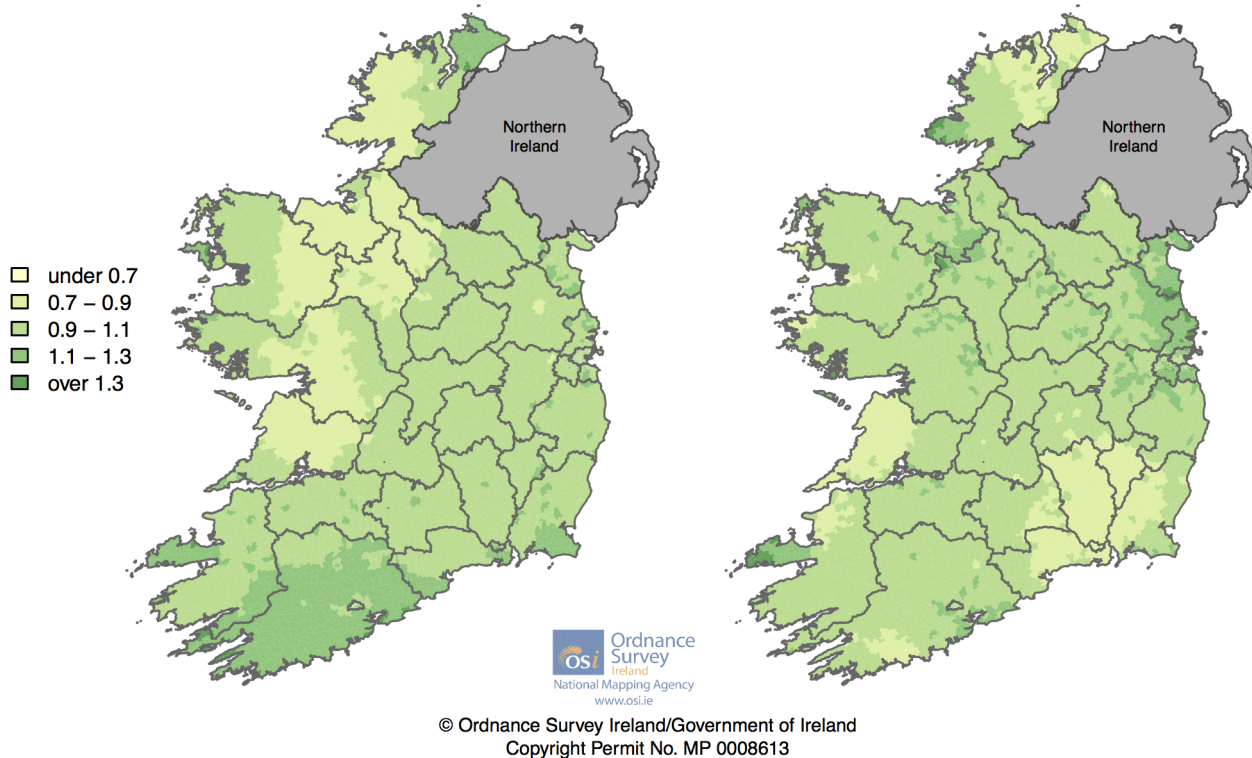 Northern
Ireland
Northern
Ireland
under 0.7
0.7 – 0.9
0.9 – 1.1
1.1 – 1.3
over 1.3
osi
Ordnance
Survey
Ireland
National Mapping Agency
www.osi.ie
© Ordnance Survey Ireland/Government of Ireland
Copyright Permit No. MP 0008613